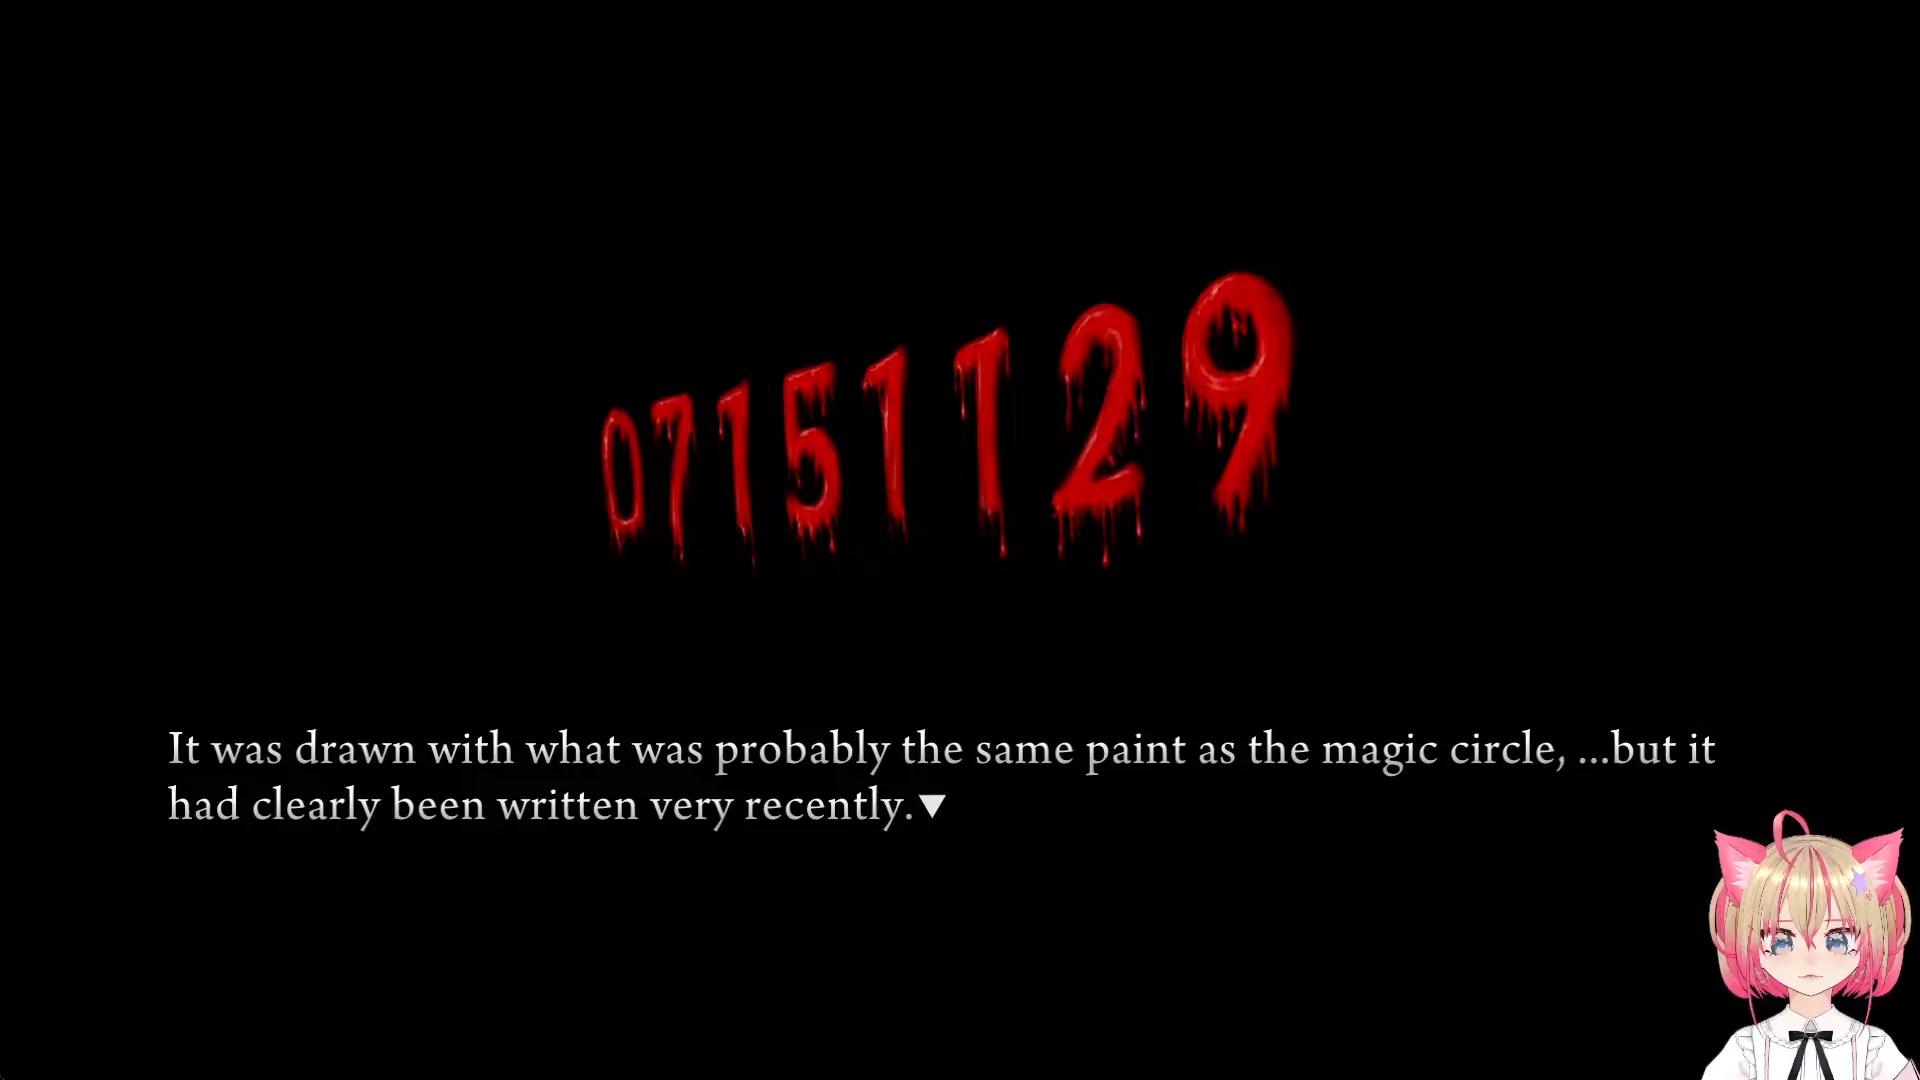 07151129
It was drawn with what was probably the same paint as the magic circle, ...but it
had clearly been written very recently.▼